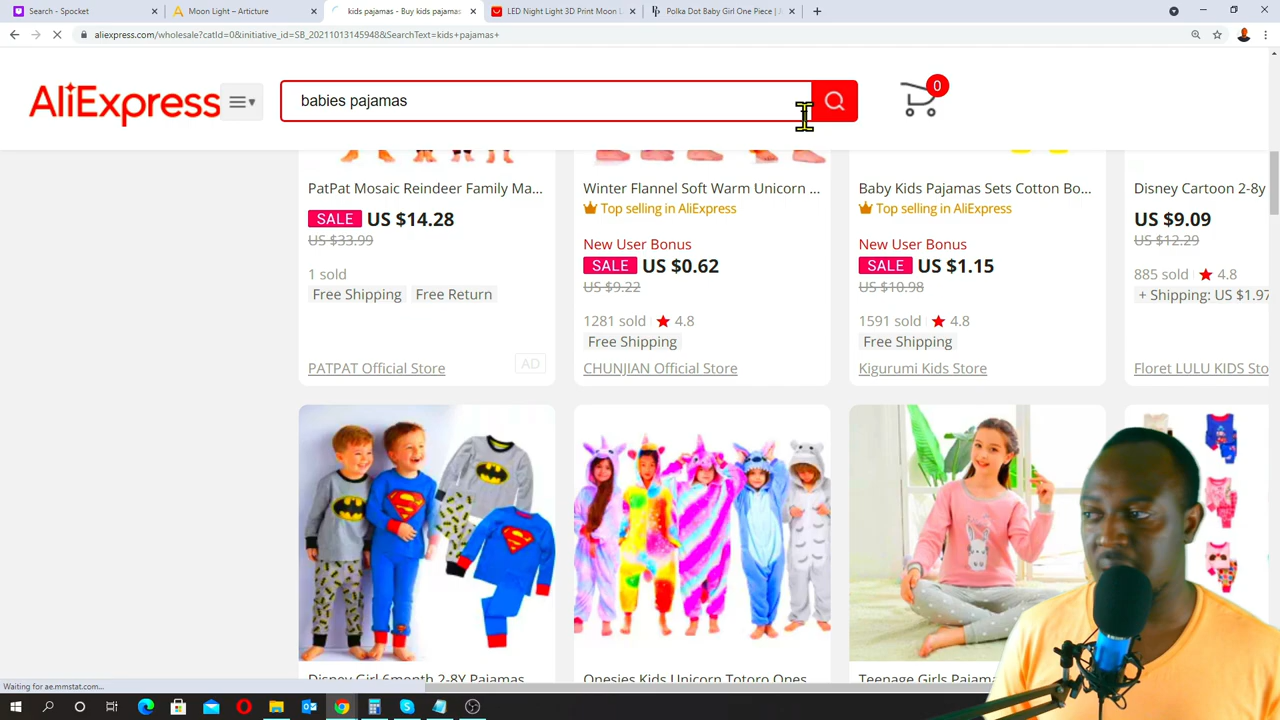 Search - Spocket
Moon Light – Articture
kids pajamas - Buy kids pajamas
LED Night Light 3D Print Moon L
Polka Dot Baby Girl One Piece | A
aliexpress.com/wholesale?catId=0&initiative_id=SB_20211013145948&SearchText=kids+pajamas+
AliExpress
babies pajamas
0
PatPat Mosaic Reindeer Family Ma...
Winter Flannel Soft Warm Unicorn ...
Baby Kids Pajamas Sets Cotton Bo...
Disney Cartoon 2-8y
SALE US $14.28
US $33.99
1 sold
Free Shipping Free Return
PATPAT Official Store
AD
Top selling in AliExpress
New User Bonus
SALE US $0.62
US $9.22
1281 sold 4.8
Free Shipping
CHUNJIAN Official Store
Top selling in AliExpress
New User Bonus
SALE US $1.15
US $10.98
1591 sold 4.8
Free Shipping
Kigurumi Kids Store
US $9.09
US $12.29
885 sold 4.8
+ Shipping: US $1.97
Floret LULU KIDS Sto
Disney Girl 6month 2-8Y Pajamas
Onesies Kids Unicorn Totoro Ones
Teenage Girls Pajam
Waiting for ae.mmstat.com...